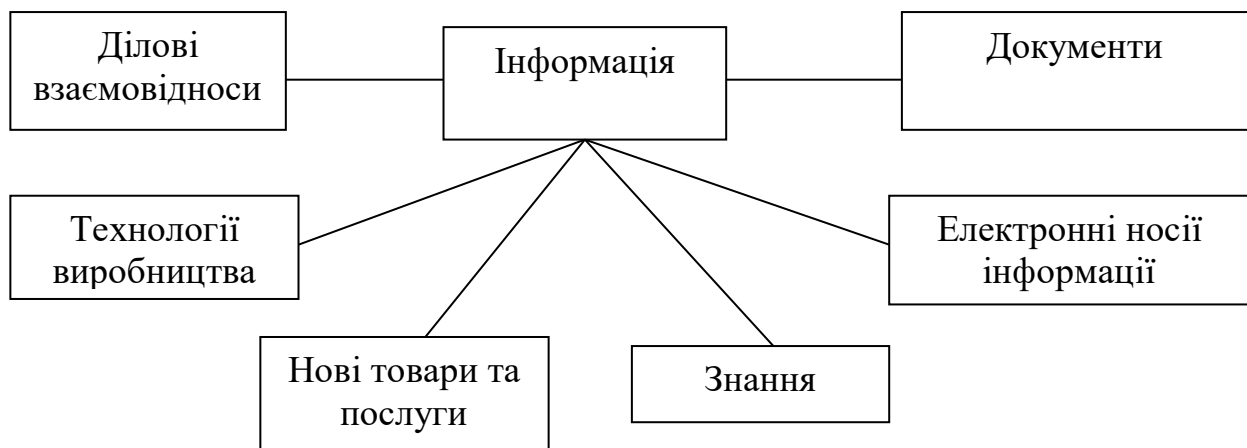 Ділові
взаємовідноси
Інформація
Документи
Технології
виробництва
Електронні носії
інформації
Нові товари та
послуги
Знання